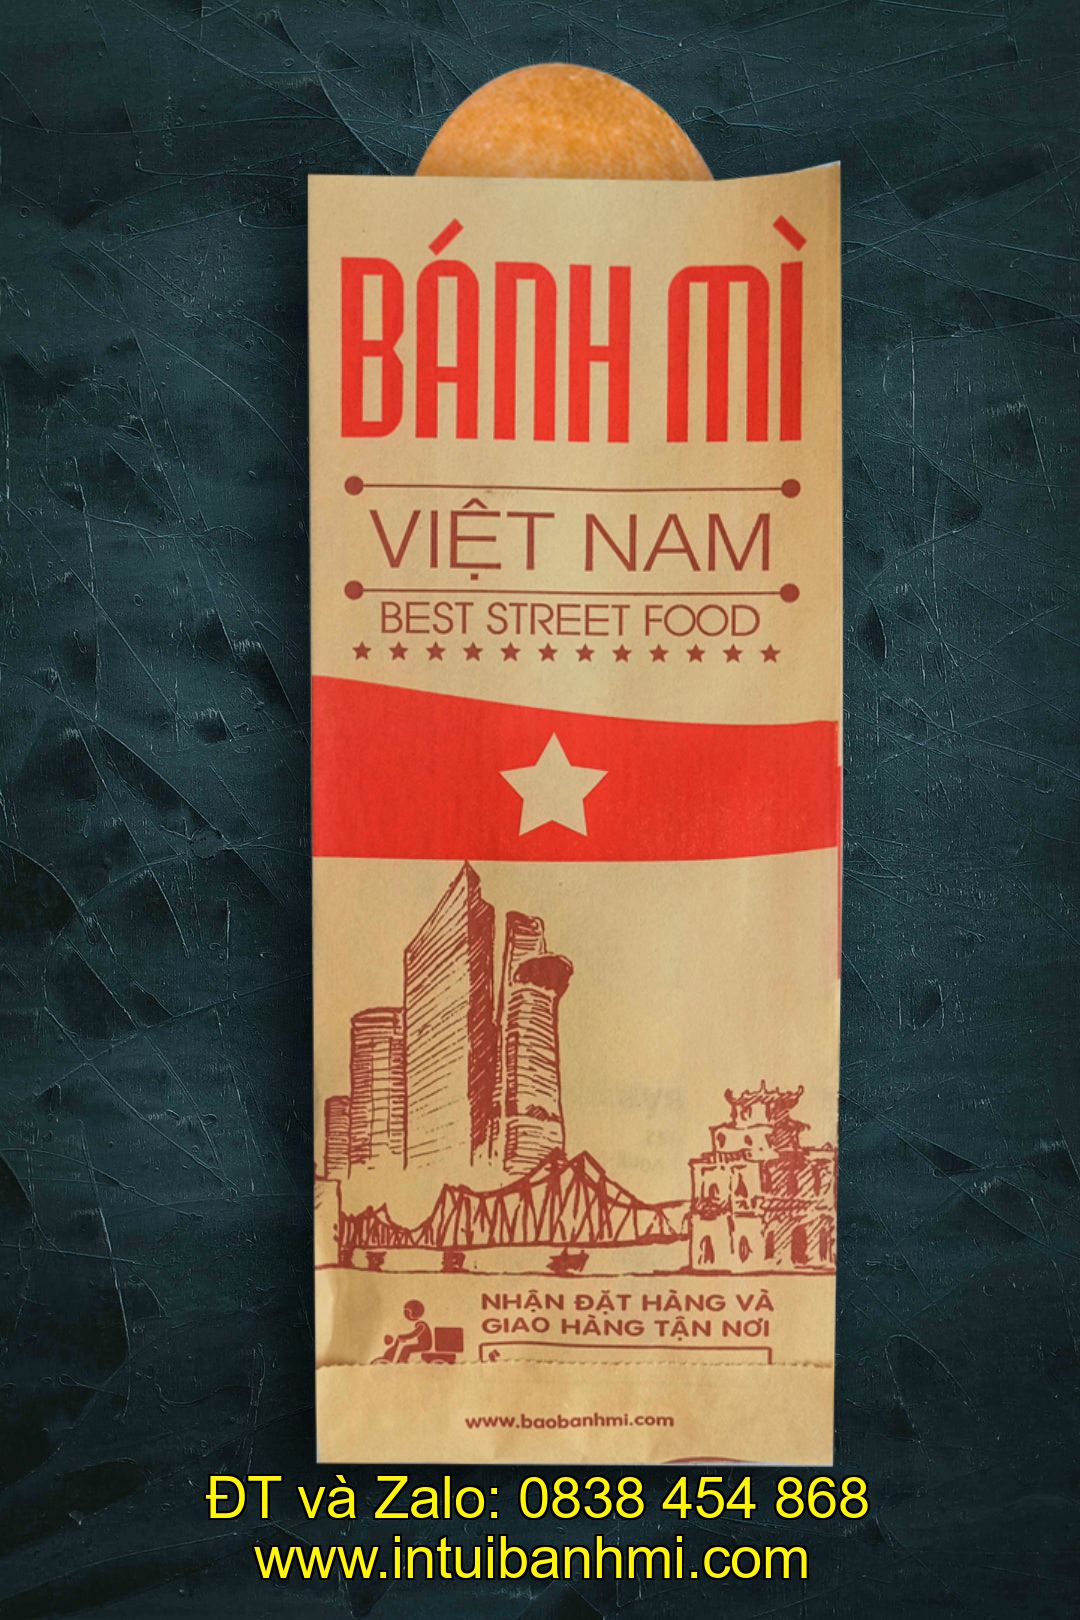 BÁNH MÌ
VIỆT NAM
BEST STREET FOOD
NHẬN ĐẶT HÀNG VÀ
GIAO HÀNG TẬN NƠI
www.baobanhmi.com
ĐT và Zalo: 0838 454 868
www.intuibanhmi.com